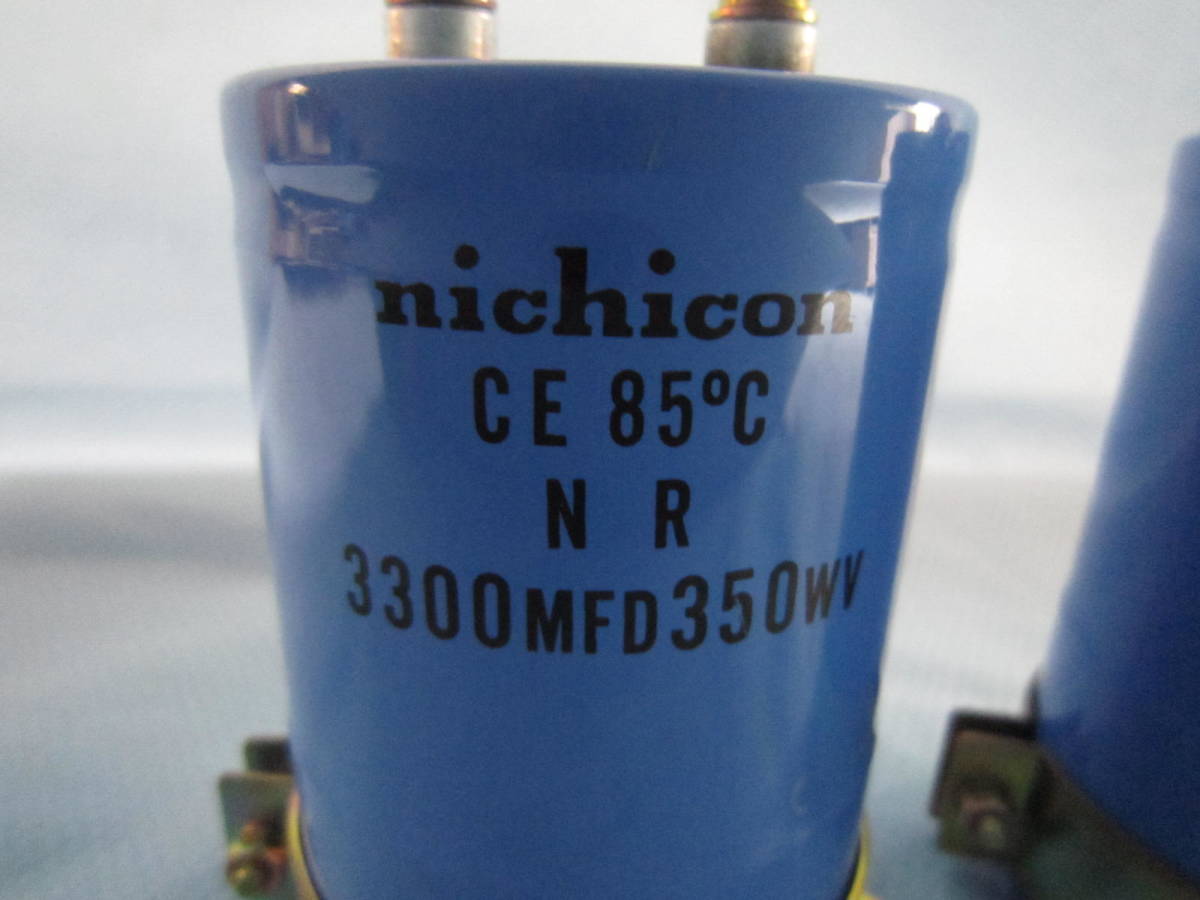 nichicon
CE 85°C
N R
3300MFD350WV